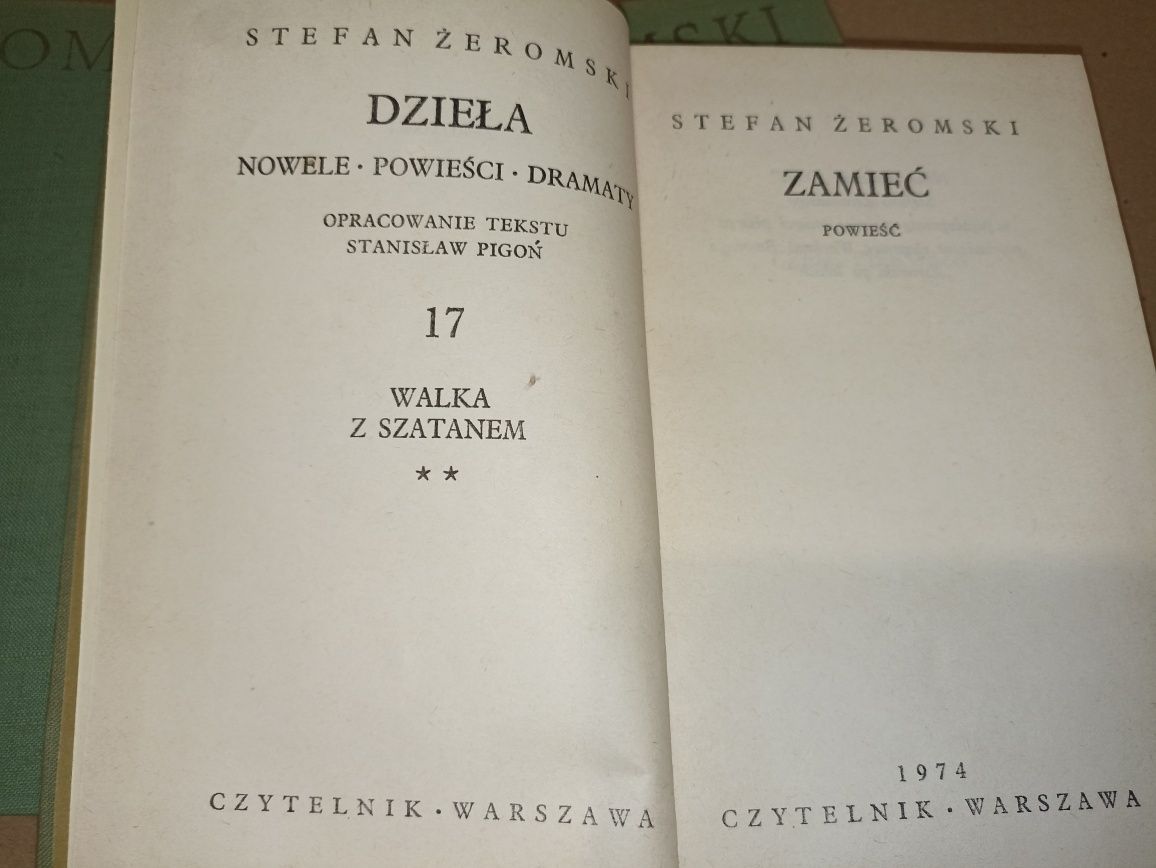 STEFAN ŻEROMSKI
DZIEŁA
NOWELE · POWIEŚCI · DRAMATY
OPRACOWANIE TEKSTU
STANISŁAW PIGOŃ
17
WALKA
Z SZATANEM
* *
CZYTELNIK · WARSZAWA
STEFAN ŻEROMSKI
ZAMIEĆ
POWIEŚĆ
1974
CZYTELNIK · WARSZAWA